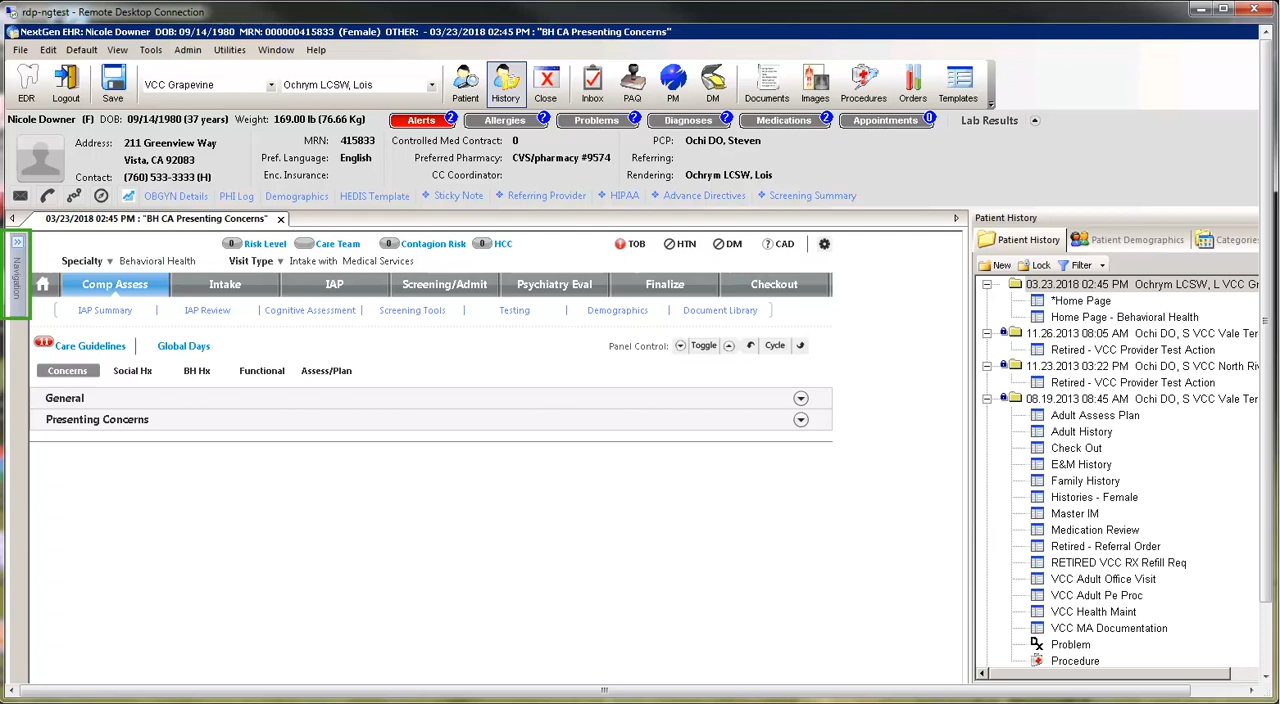 rdp-ngtest - Remote Desktop Connection
NextGen EHR: Nicole Downer DOB: 09/14/1980 MRN: 000000415833 (Female) OTHER: - 03/23/2018 02:45 PM : "BH CA Presenting Concerns"
File Edit Default View Tools Admin Utilities Window Help
VCC Grapevine Ochrym LCSW, Lois
EDR Logout Save Patient History Close Inbox PAQ PM DM Documents Images Procedures Orders Templates
Nicole Downer (F) DOB: 09/14/1980 (37 years) Weight: 169.00 lb (76.66 Kg) Alerts 2 Allergies ? Problems ? Diagnoses ? Medications 2 Appointments 0 Lab Results
Address: 211 Greenview Way MRN: 415833 Controlled Med Contract: 0 PCP: Ochi DO, Steven
Vista, CA 92083 Pref. Language: English Preferred Pharmacy: CVS/pharmacy #9574 Referring:
Contact: (760) 533-3333 (H) Enc. Insurance: CC Coordinator: Rendering: Ochrym LCSW, Lois
OBGYN Details PHI Log Demographics HEDIS Template Sticky Note Referring Provider HIPAA Advance Directives Screening Summary
03/23/2018 02:45 PM : "BH CA Presenting Concerns"
Navigation
0 Risk Level Care Team 0 Contagion Risk 0 HCC TOB HTN DM ? CAD
Specialty Behavioral Health Visit Type Intake with Medical Services
Comp Assess Intake IAP Screening/Admit Psychiatry Eval Finalize Checkout
IAP Summary | IAP Review | Cognitive Assessment | Screening Tools | Testing | Demographics | Document Library
Care Guidelines | Global Days Panel Control: Toggle Cycle
Concerns Social Hx BH Hx Functional Assess/Plan
General
Presenting Concerns
Patient History
Patient History Patient Demographics Categorie
New Lock Filter
03.23.2018 02:45 PM Ochrym LCSW, L VCC Gr
*Home Page
Home Page - Behavioral Health
11.26.2013 08:05 AM Ochi DO, S VCC Vale Ter
Retired - VCC Provider Test Action
11.23.2013 03:22 PM Ochi DO, S VCC North Riv
Retired - VCC Provider Test Action
08.19.2013 08:45 AM Ochi DO, S VCC Vale Ter
Adult Assess Plan
Adult History
Check Out
E&M History
Family History
Histories - Female
Master IM
Medication Review
Retired - Referral Order
RETIRED VCC RX Refill Req
VCC Adult Office Visit
VCC Adult Pe Proc
VCC Health Maint
VCC MA Documentation
Problem
Procedure